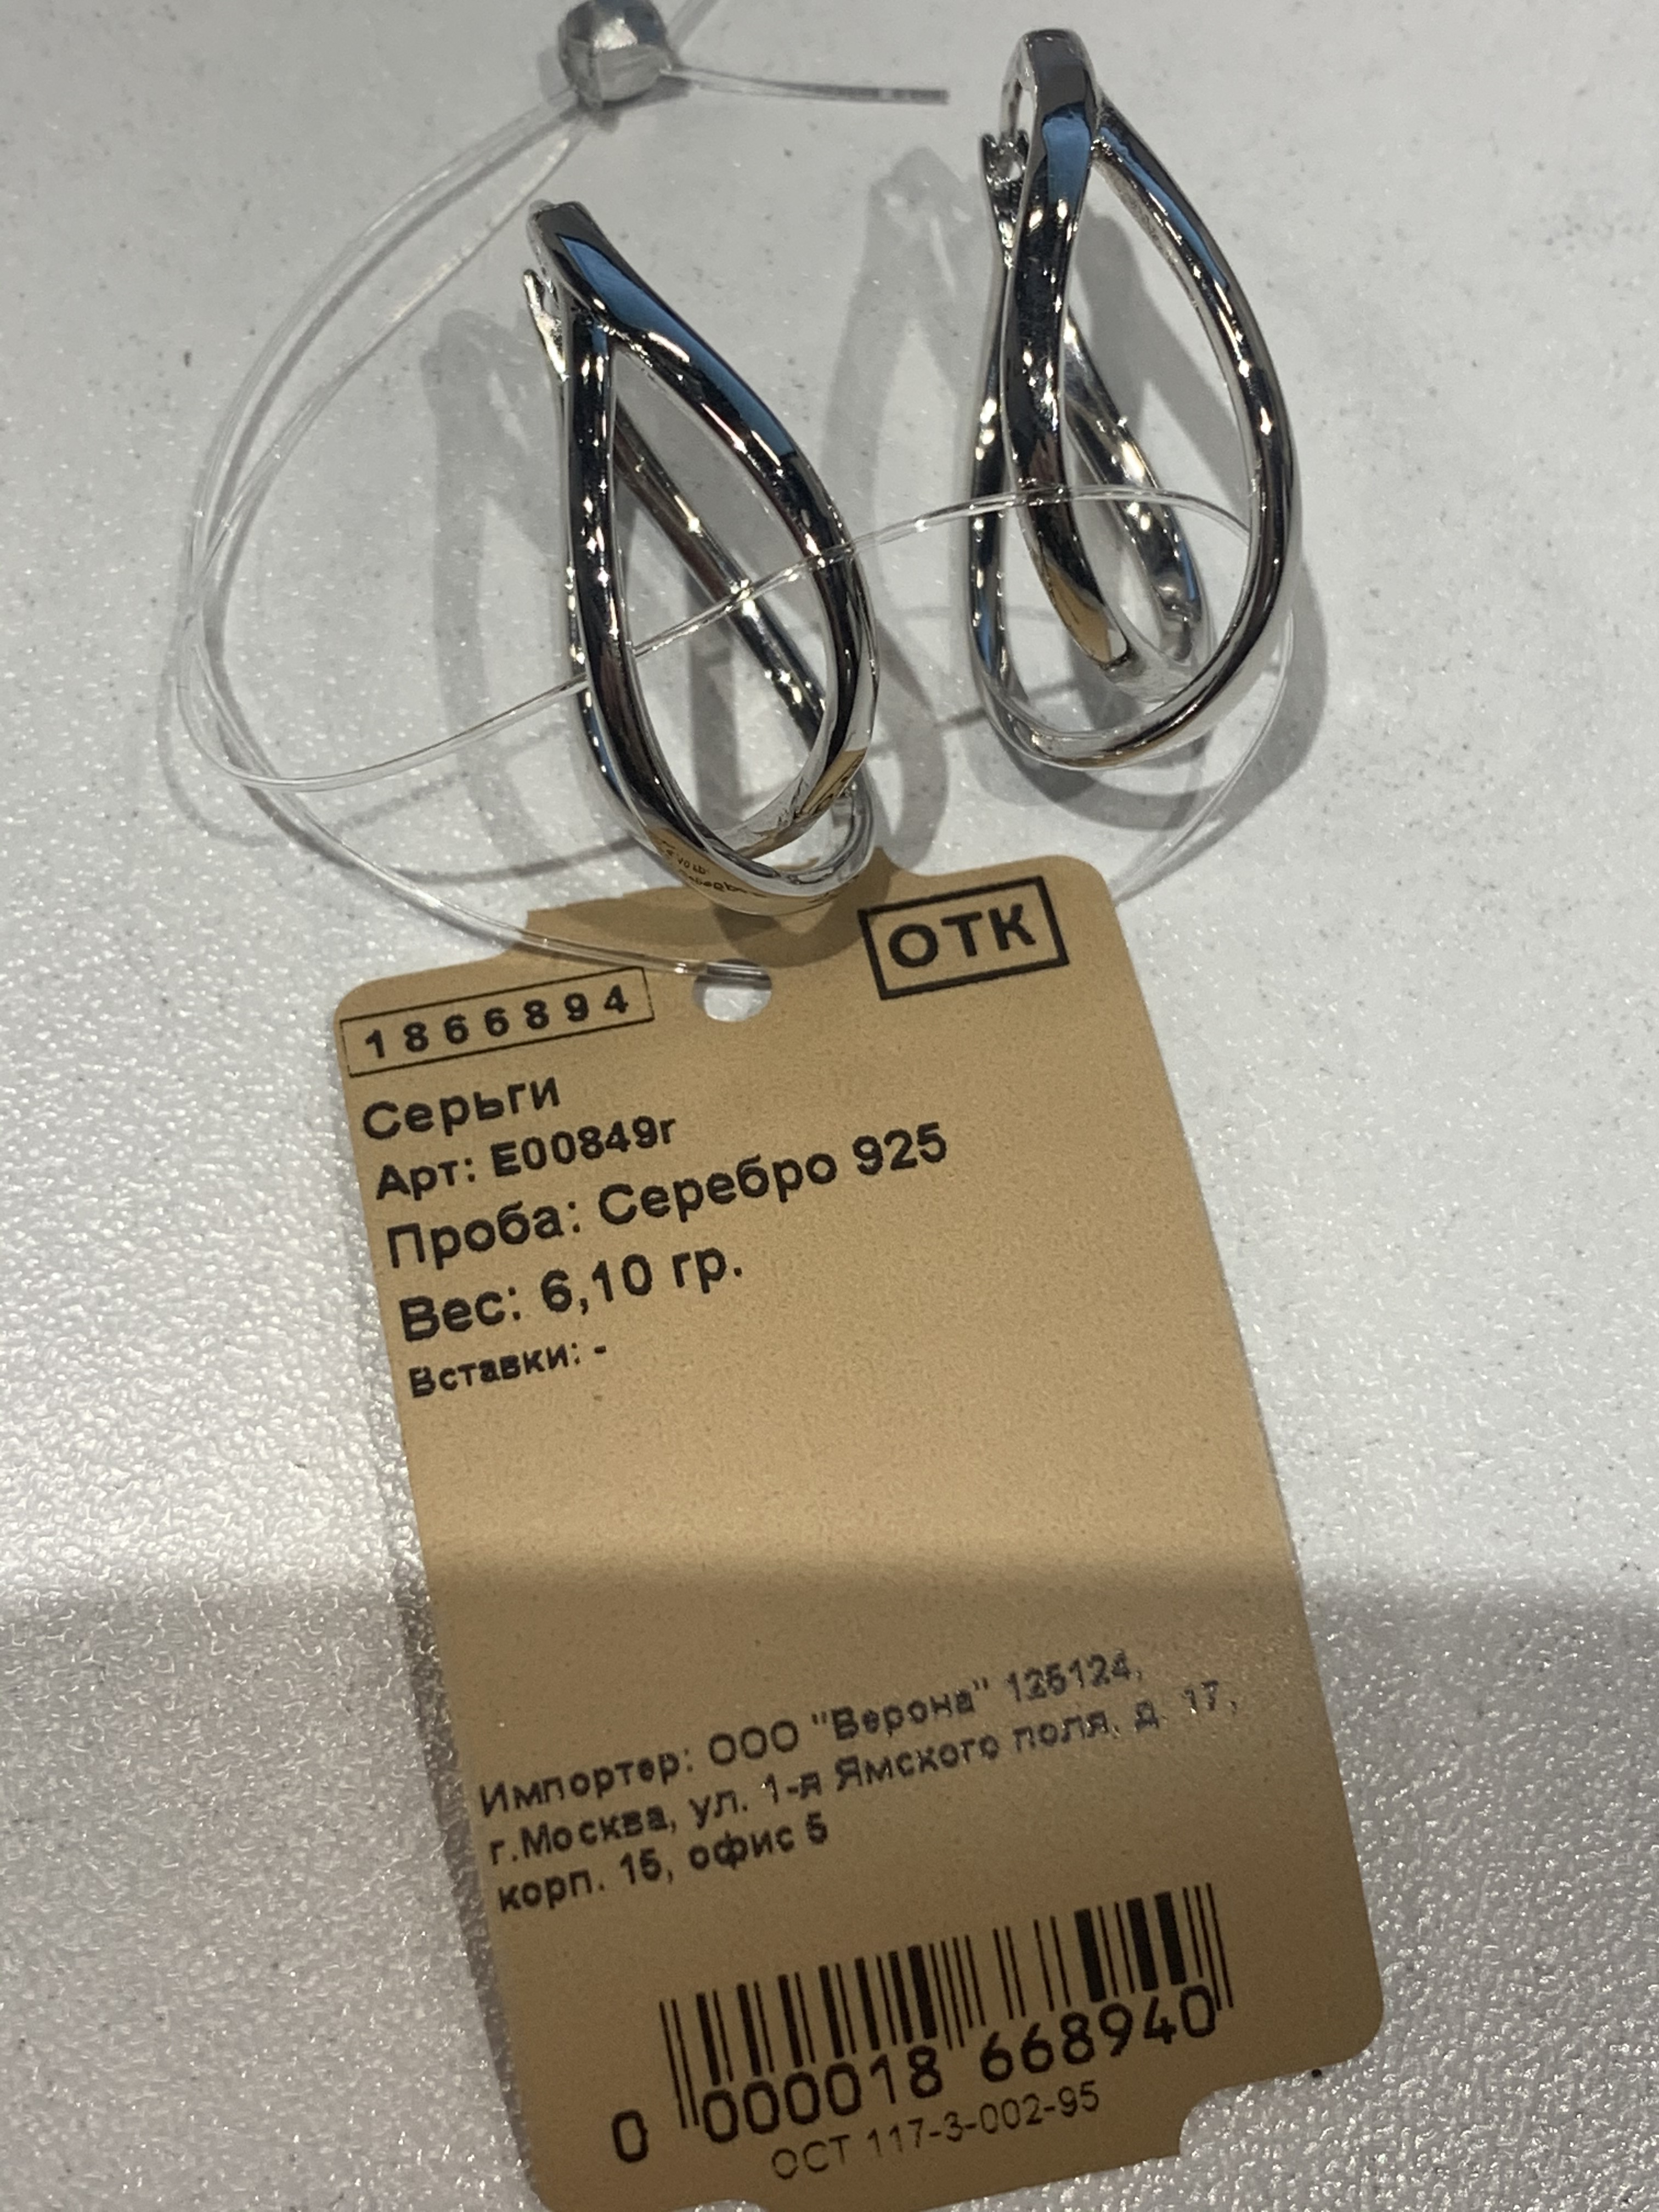 ОТК
1866894
Серьги
Арт: E00849г
Проба: Серебро 925
Вес: 6,10 гр.
Вставки: -
Импортер: ООО "Верона" 125124,
г.Москва, ул. 1-я Ямского поля, д. 17,
корп. 15, офис 5
0 000018 668940
ОСТ 117-3-002-95